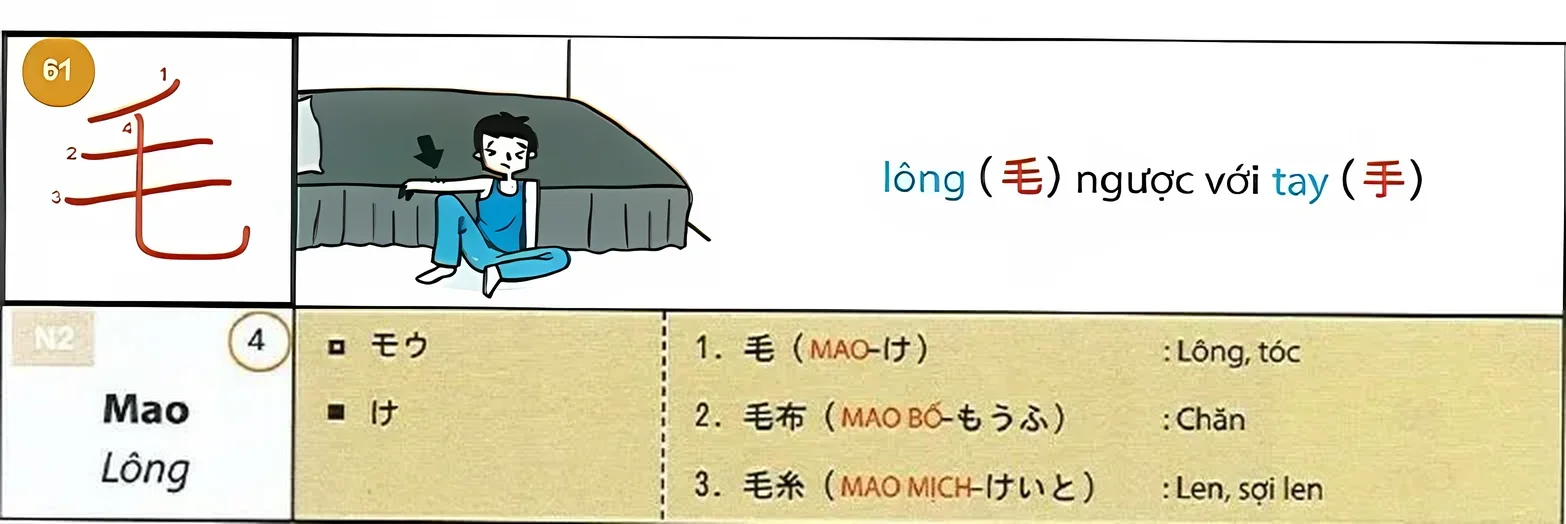 61
毛
1
2
3
4
lông (毛) ngược với tay (手)
N2
4
Mao
Lông
モウ
け
1. 毛 (MAO-け) : Lông, tóc
2. 毛布 (MAO BỐ-もうふ) : Chăn
3. 毛糸 (MAO MỊCH-けいと) : Len, sợi len